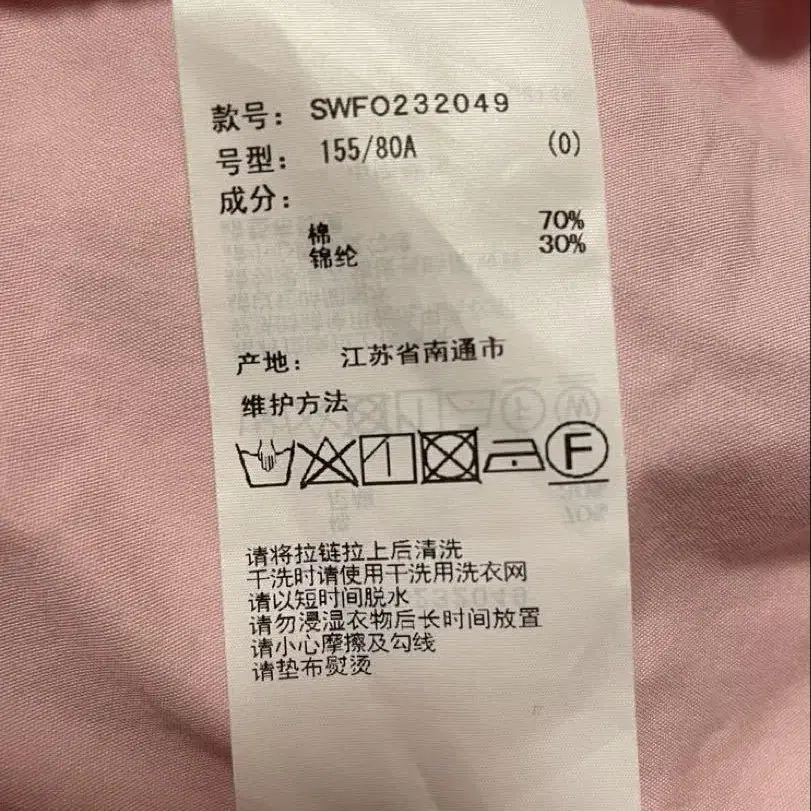 款号： SWFO232049
号型： 155/80A (0)
成分：
棉 70%
锦纶 30%
产地： 江苏省南通市
维护方法
F
请将拉链拉上后清洗
干洗时请使用干洗用洗衣网
请以短时间脱水
请勿浸湿衣物后长时间放置
请小心摩擦及勾线
请垫布熨烫